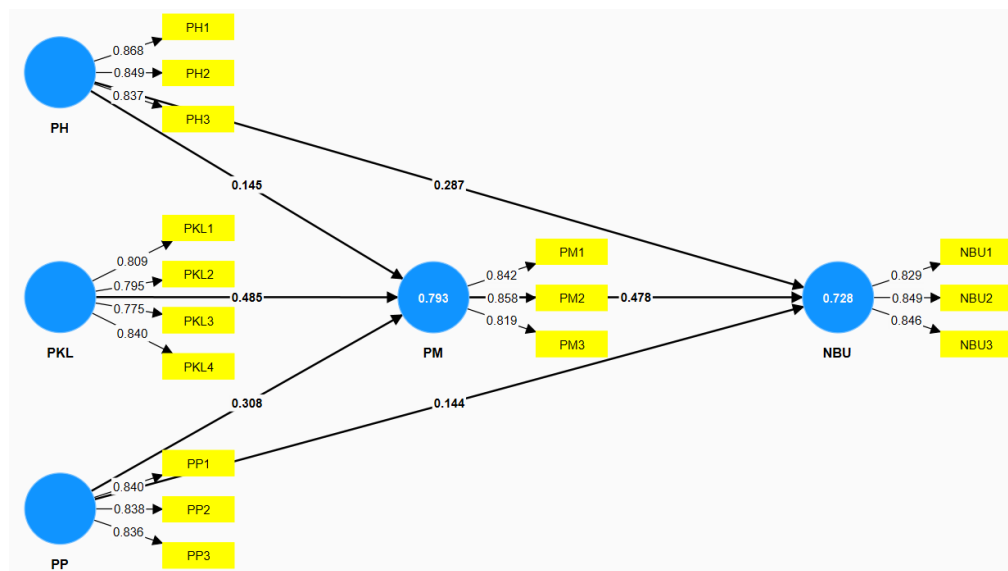 PH1
0.868
PH2
0.849
0.837
PH3
PH
0.145
0.287
PKL1
0.809
PKL2
0.795
0.485
0.775
PKL3
0.840
PKL4
PKL
PM1
0.842
0.793
0.858
PM2
0.478
0.819
PM3
PM
NBU1
0.829
0.728
0.849
NBU2
0.846
NBU3
NBU
0.308
0.144
PP1
0.840
0.838
PP2
0.836
PP3
PP